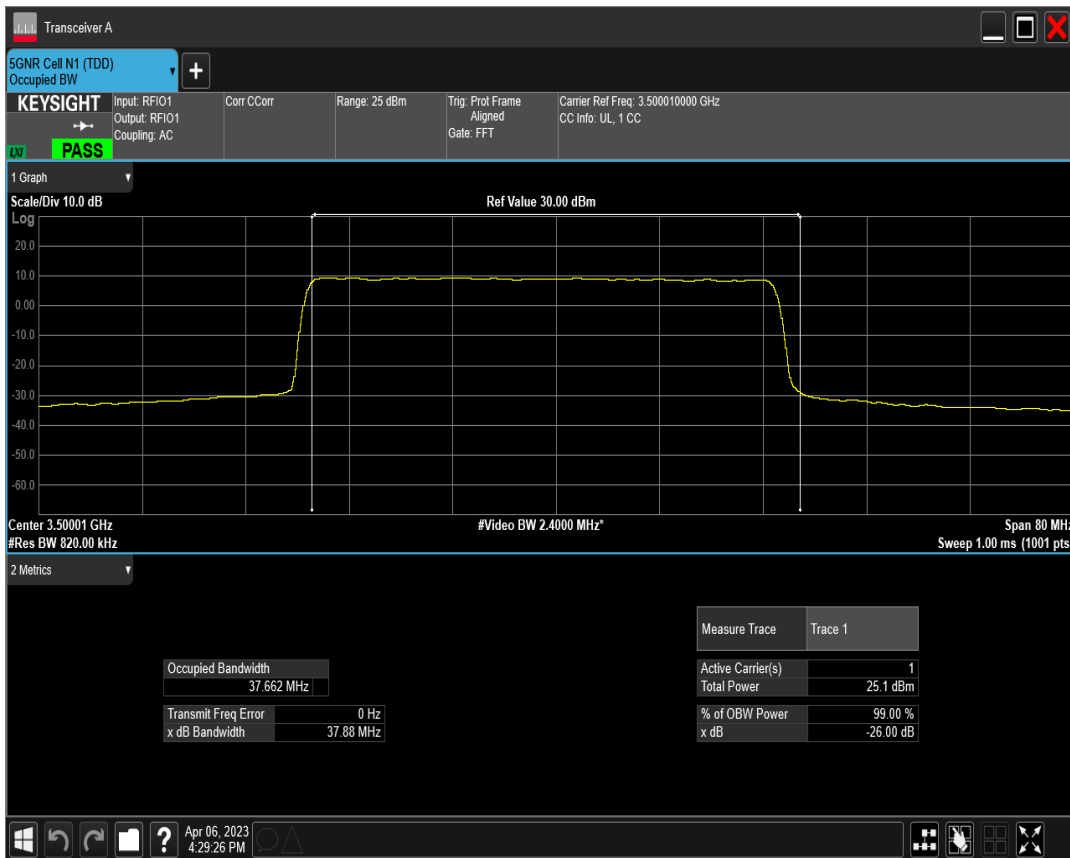 Transceiver A
5GNR Cell N1 (TDD)
Occupied BW
+
KEYSIGHT
LXI
PASS
Input: RFIO1
Output: RFIO1
Coupling: AC
Corr CCorr
Range: 25 dBm
Trig: Prot Frame
Aligned
Gate: FFT
Carrier Ref Freq: 3.500010000 GHz
CC Info: UL, 1 CC
1 Graph
Scale/Div 10.0 dB
Ref Value 30.00 dBm
Log
20.0
10.0
0.00
-10.0
-20.0
-30.0
-40.0
-50.0
-60.0
Center 3.50001 GHz
#Video BW 2.4000 MHz*
Span 80 MHz
#Res BW 820.00 kHz
Sweep 1.00 ms (1001 pts
2 Metrics
Measure Trace Trace 1
Occupied Bandwidth
37.662 MHz
Active Carrier(s) 1
Total Power 25.1 dBm
Transmit Freq Error 0 Hz
x dB Bandwidth 37.88 MHz
% of OBW Power 99.00 %
x dB -26.00 dB
?
Apr 06, 2023
4:29:26 PM